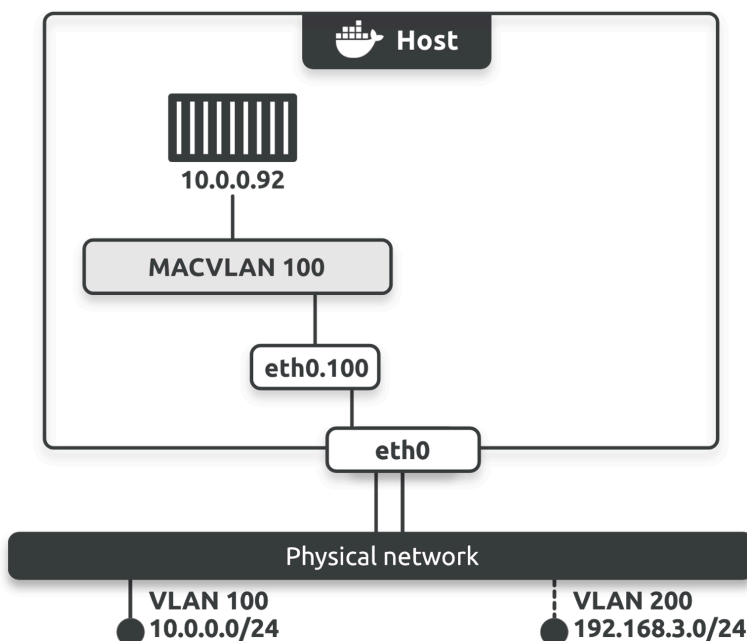 Host
10.0.0.92
MACVLAN 100
eth0.100
eth0
Physical network
VLAN 100
10.0.0.0/24
VLAN 200
192.168.3.0/24